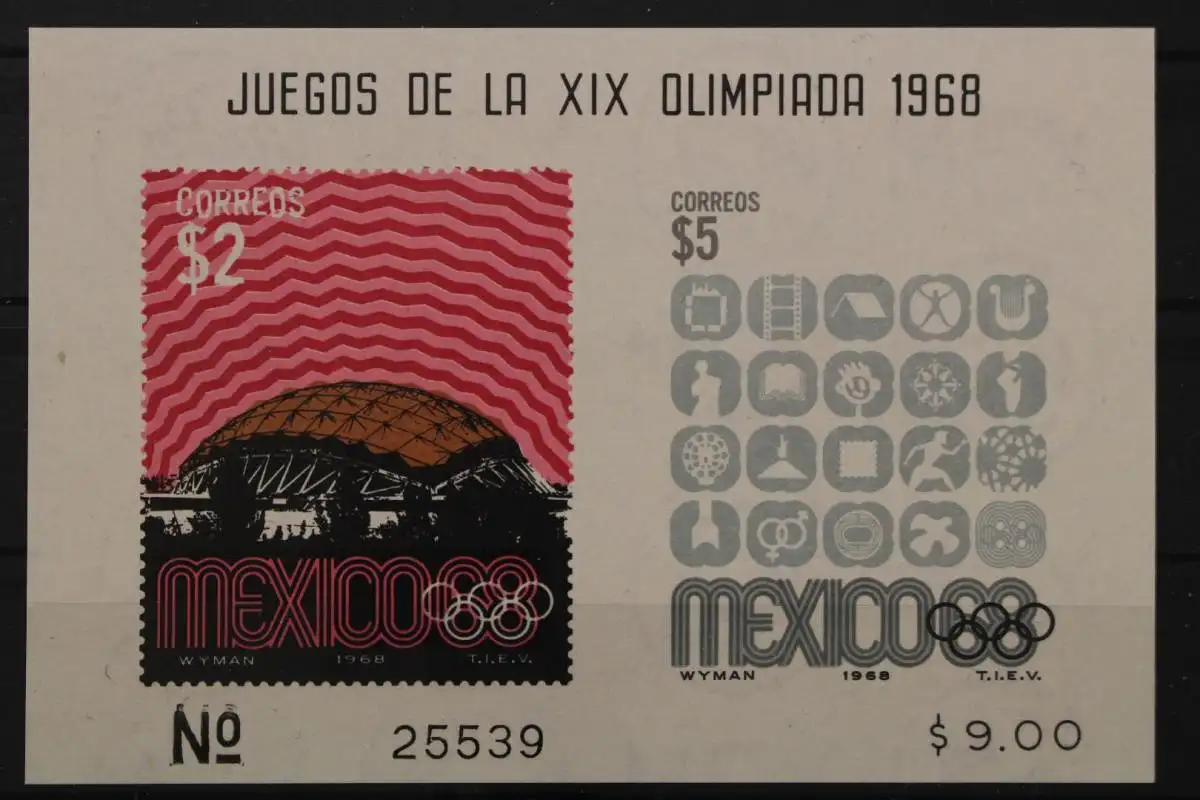 JUEGOS DE LA XIX OLIMPIADA 1968
CORREOS
$2
MEXICO68
WYMAN 1968 T.I.E.V.
CORREOS
$5
MEXICO68
WYMAN 1968 T.I.E.V.
Nº 25539
$9.00